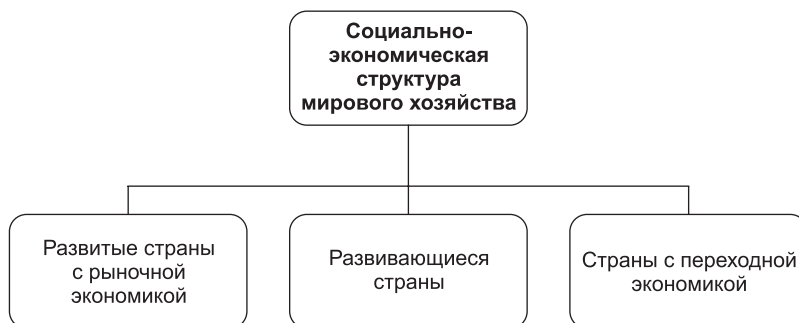 Социально-
экономическая
структура
мирового хозяйства
Развитые страны
с рыночной
экономикой
Развивающиеся
страны
Страны с переходной
экономикой